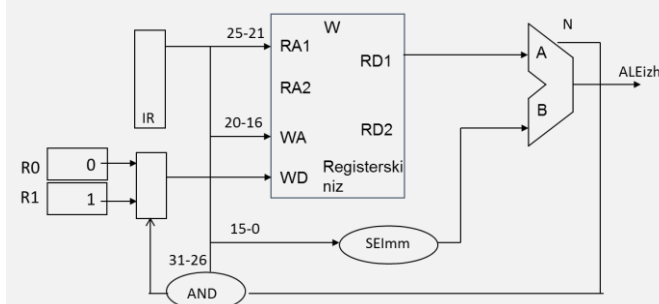 25-21
W
N
RA1
RD1
A
ALEizh
RA2
B
IR
20-16
WA
RD2
R0
0
WD
Registerski
niz
R1
1
15-0
SEImm
31-26
AND